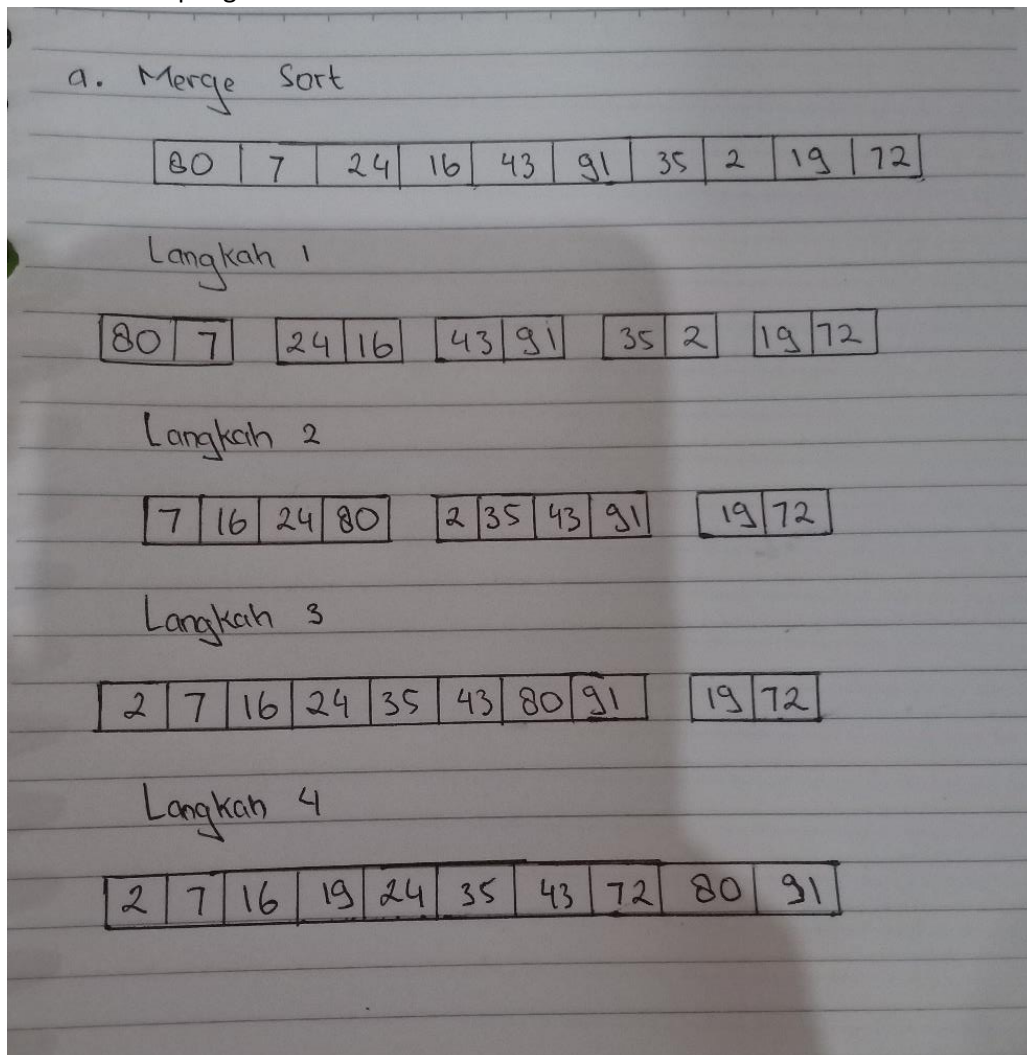 a. Merge Sort
80 7 24 16 43 91 35 2 19 72
Langkah 1
80 7 24 16 43 91 35 2 19 72
Langkah 2
7 16 24 80 2 35 43 91 19 72
Langkah 3
2 7 16 24 35 43 80 91 19 72
Langkah 4
2 7 16 19 24 35 43 72 80 91